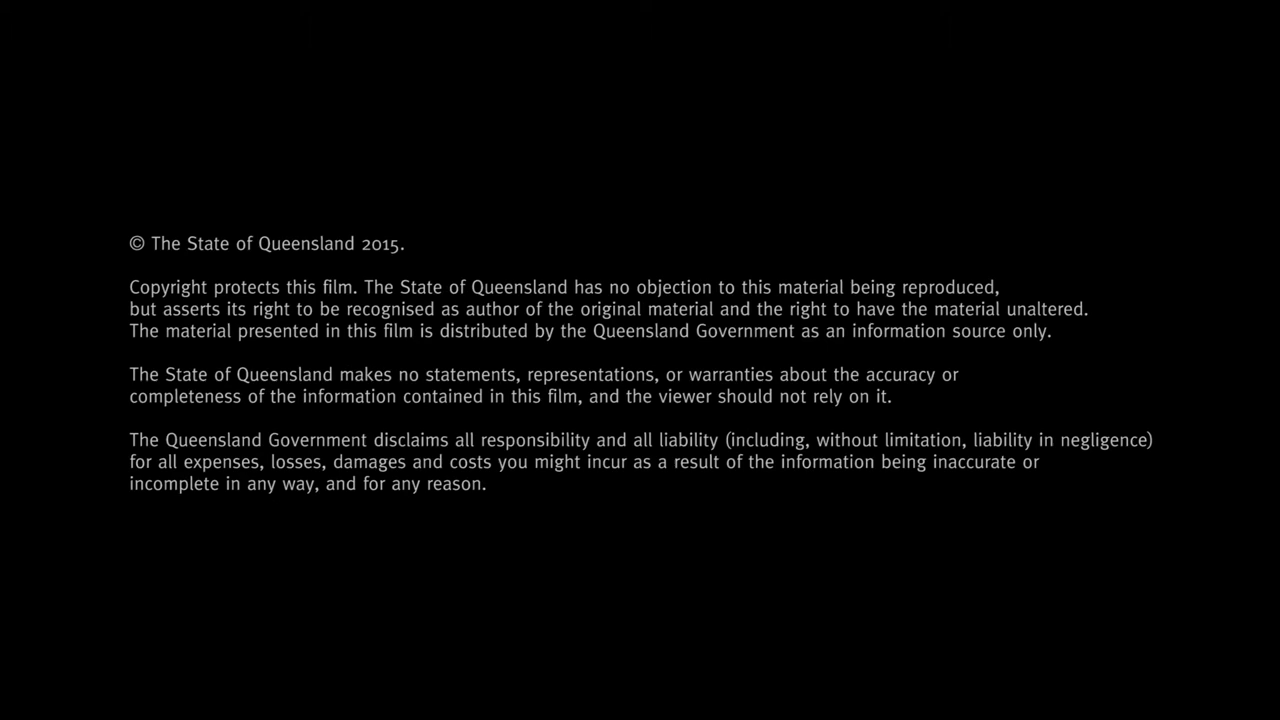 © The State of Queensland 2015.
Copyright protects this film. The State of Queensland has no objection to this material being reproduced,
but asserts its right to be recognised as author of the original material and the right to have the material unaltered.
The material presented in this film is distributed by the Queensland Government as an information source only.
The State of Queensland makes no statements, representations, or warranties about the accuracy or
completeness of the information contained in this film, and the viewer should not rely on it.
The Queensland Government disclaims all responsibility and all liability (including, without limitation, liability in negligence)
for all expenses, losses, damages and costs you might incur as a result of the information being inaccurate or
incomplete in any way, and for any reason.